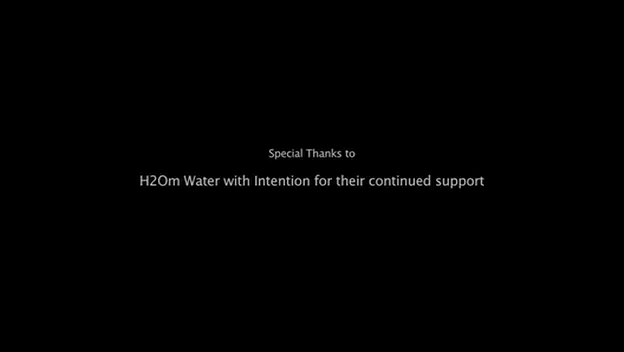 Special Thanks to
H2Om Water with Intention for their continued support